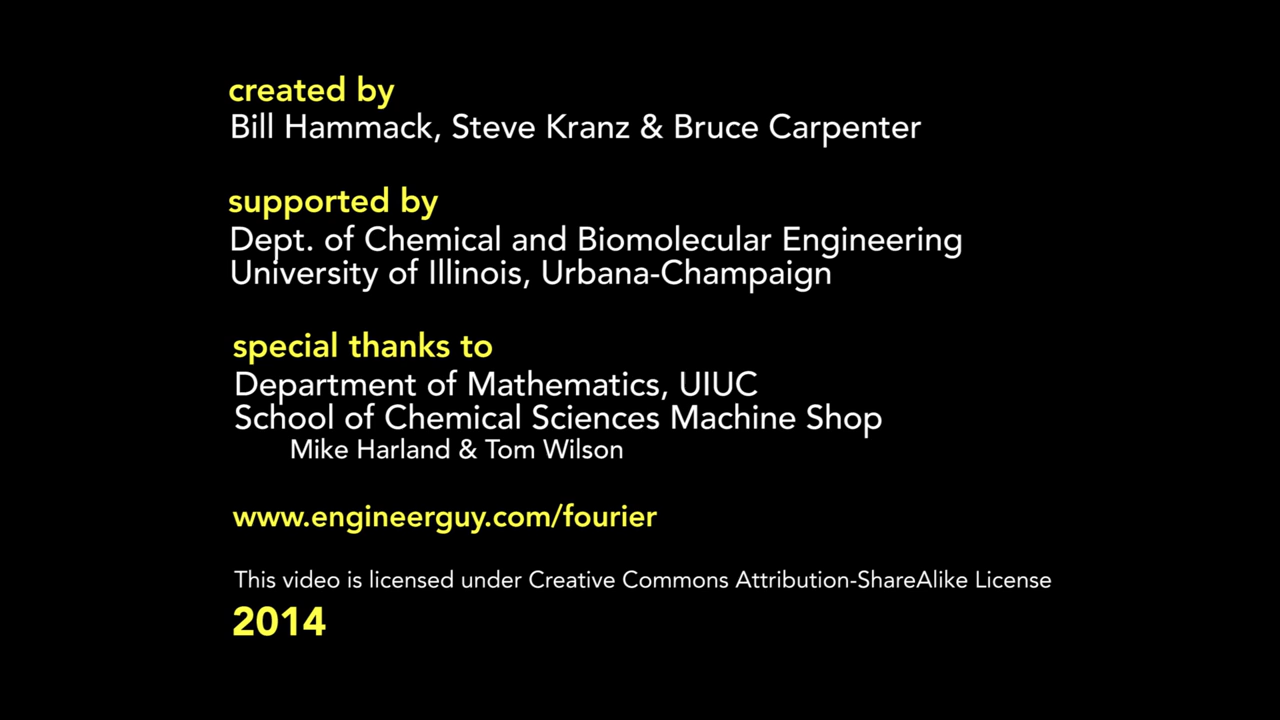 created by
Bill Hammack, Steve Kranz & Bruce Carpenter
supported by
Dept. of Chemical and Biomolecular Engineering
University of Illinois, Urbana-Champaign
special thanks to
Department of Mathematics, UIUC
School of Chemical Sciences Machine Shop
Mike Harland & Tom Wilson
www.engineerguy.com/fourier
This video is licensed under Creative Commons Attribution-ShareAlike License
2014